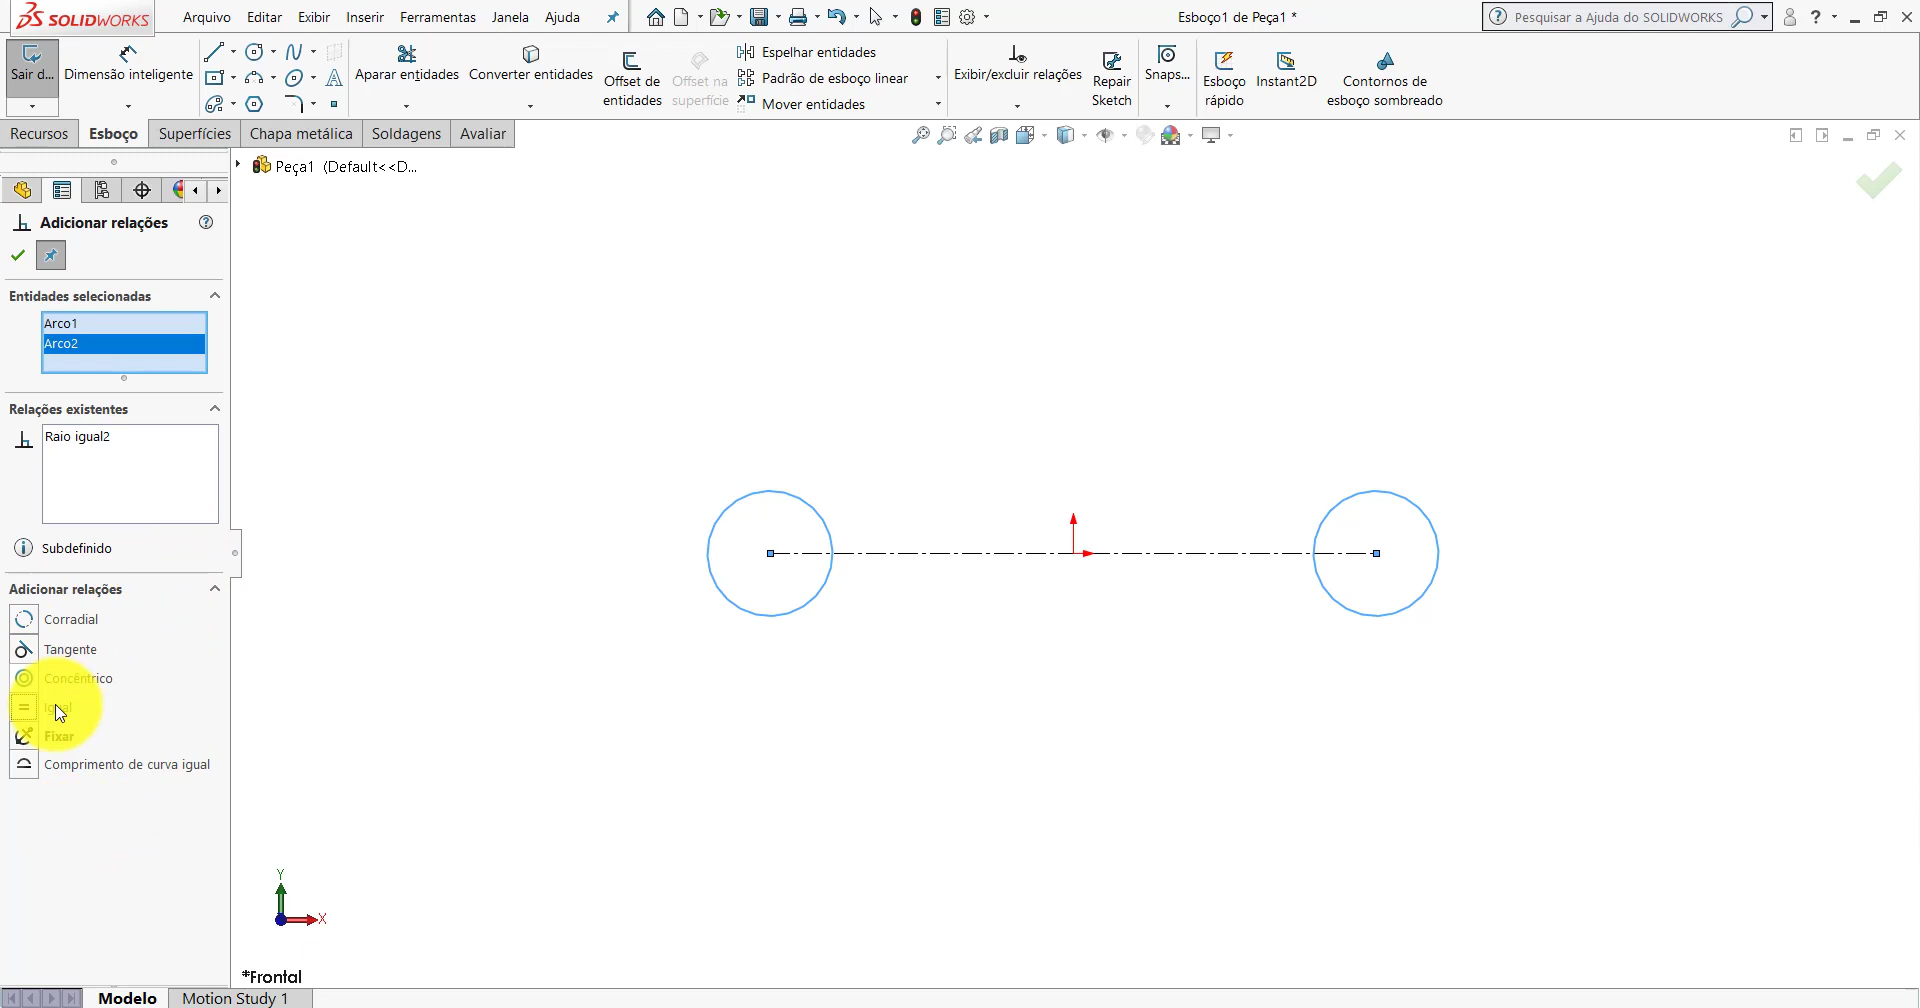 SOLIDWORKS
Arquivo Editar Exibir Inserir Ferramentas Janela Ajuda
Esboço1 de Peça1 *
Pesquisar a Ajuda do SOLIDWORKS
Sair d...
Dimensão inteligente
Aparar entidades
Converter entidades
Offset de entidades
Offset na superfície
Espelhar entidades
Padrão de esboço linear
Mover entidades
Exibir/excluir relações
Repair Sketch
Snaps...
Esboço rápido
Instant2D
Contornos de esboço sombreado
Recursos Esboço Superfícies Chapa metálica Soldagens Avaliar
Peça1 (Default<<D...
Adicionar relações
Entidades selecionadas
Arco1
Arco2
Relações existentes
Raio igual2
Subdefinido
Adicionar relações
Corradial
Tangente
Concêntrico
Igual
Fixar
Comprimento de curva igual
Y
X
*Frontal
Modelo Motion Study 1